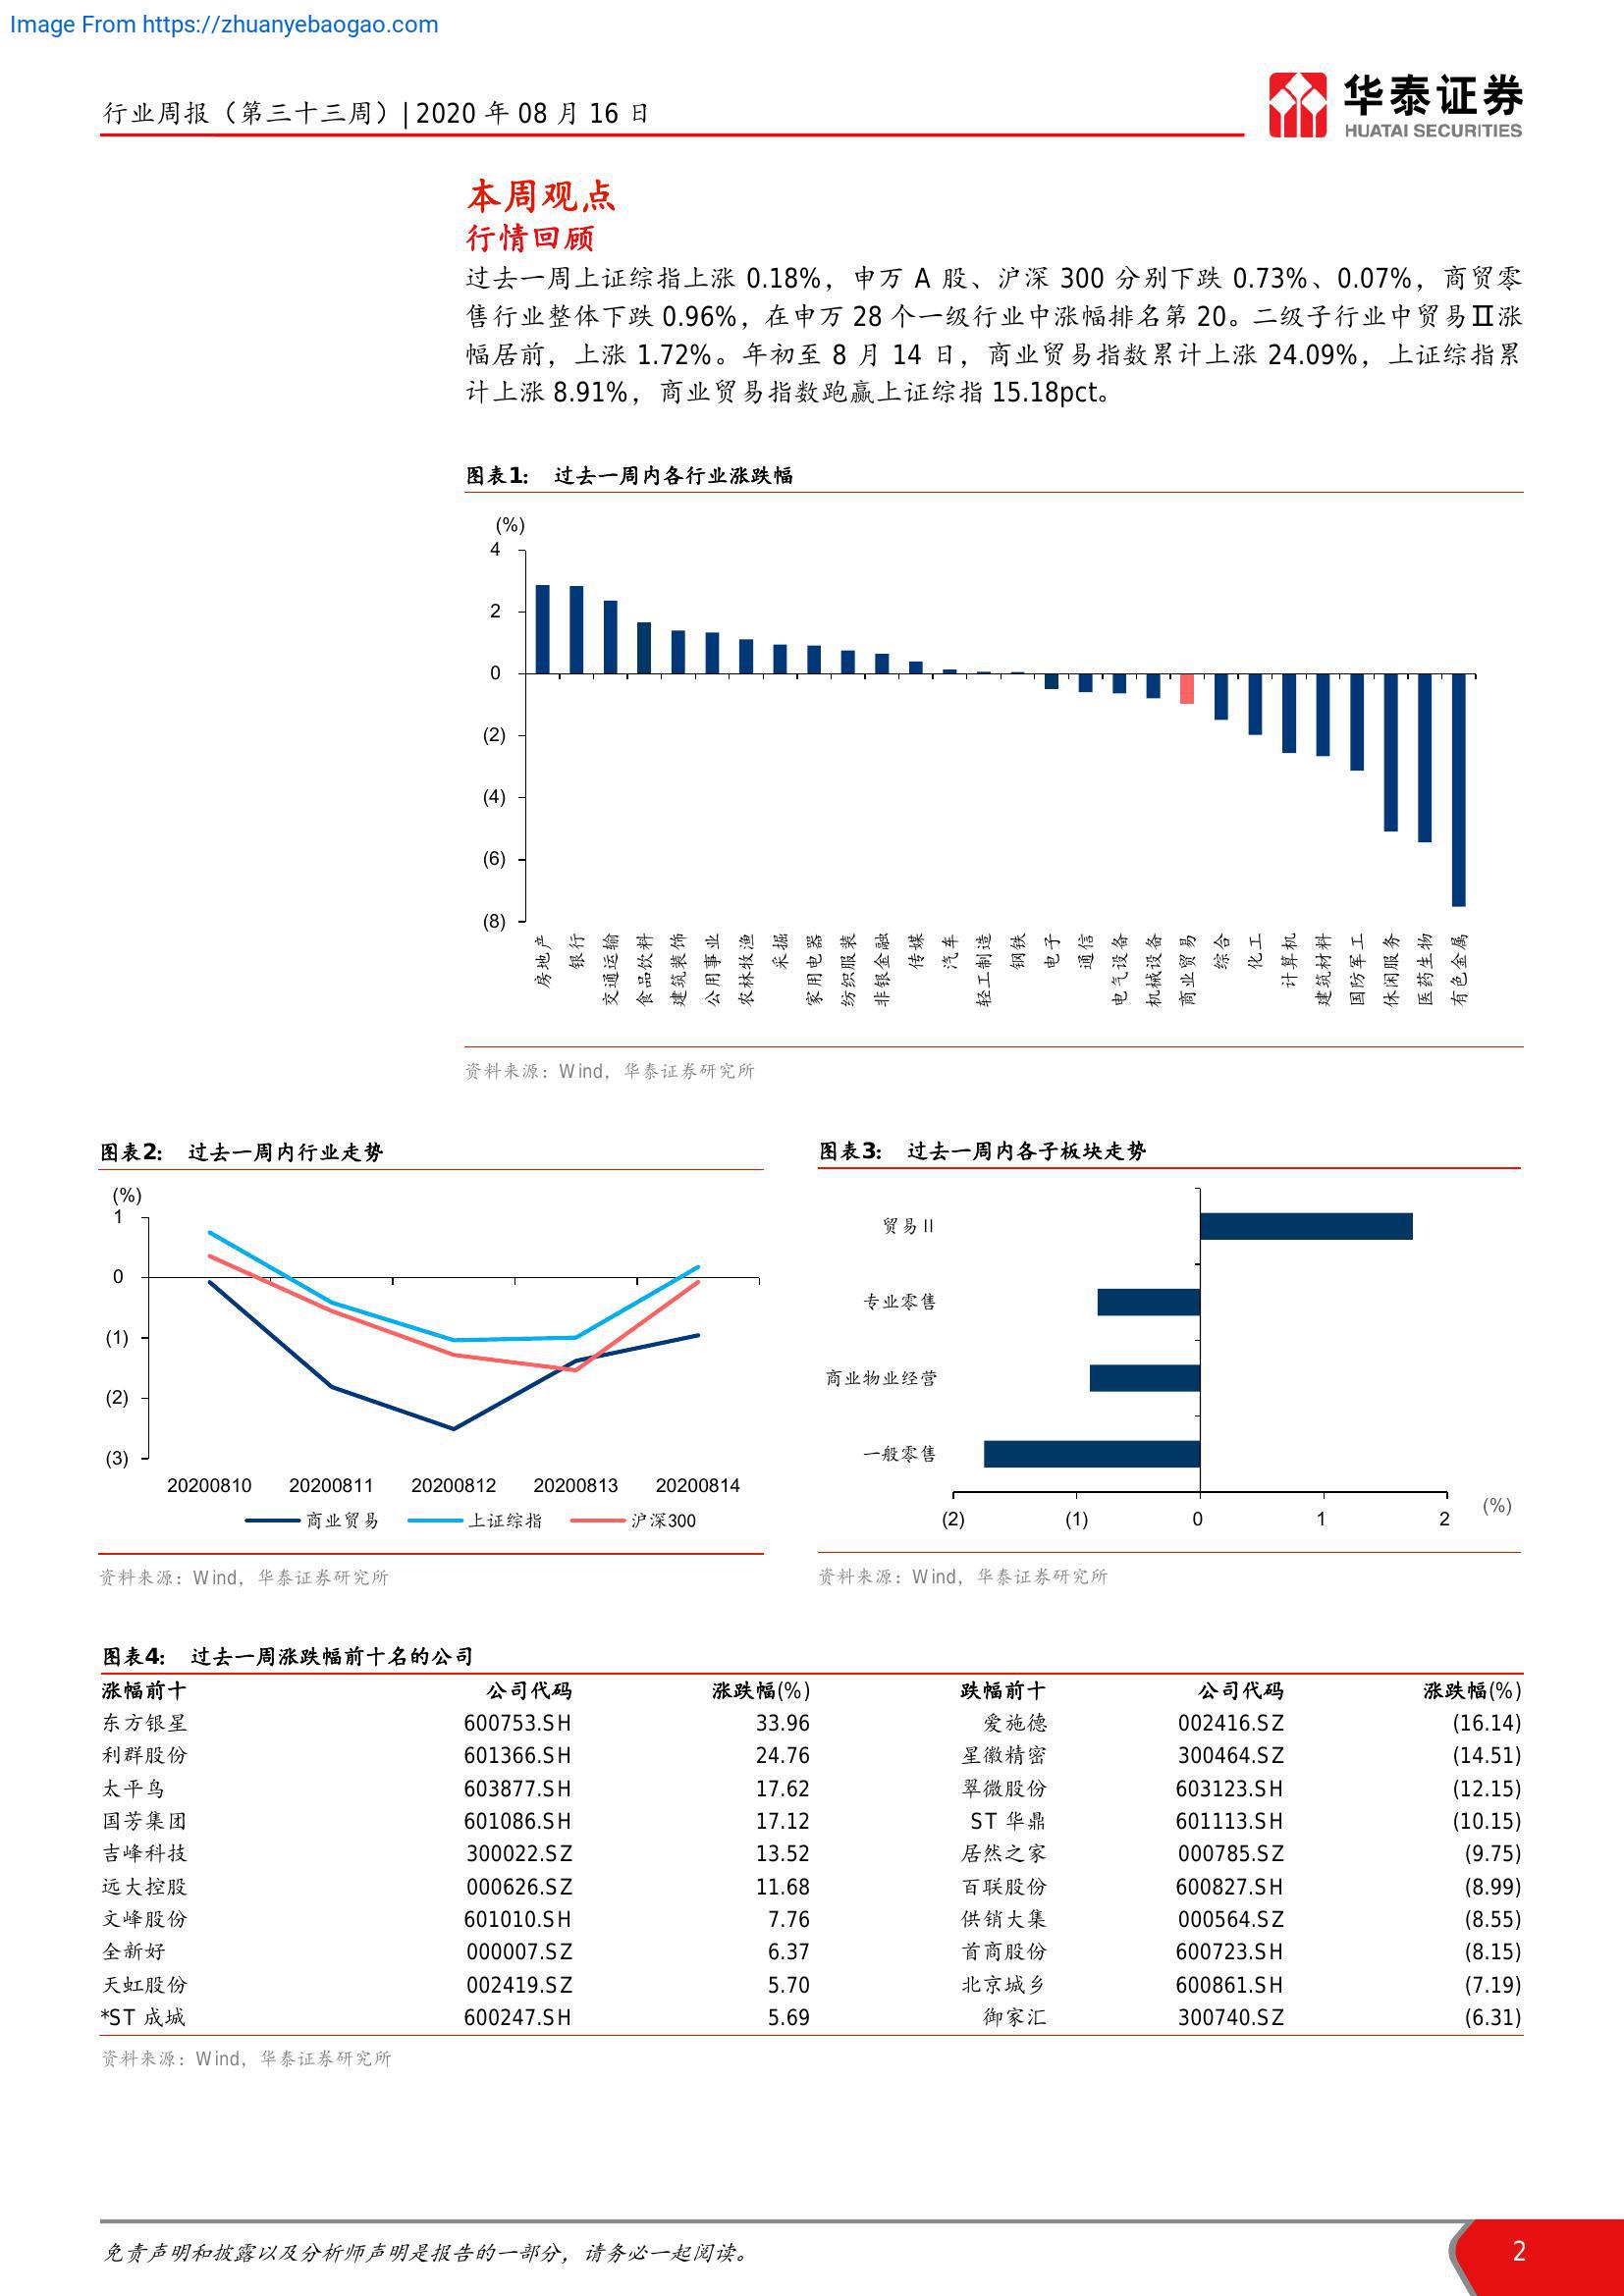 Image From https://zhuanyebaogao.com
行业周报（第三十三周）| 2020 年 08 月 16 日
华泰证券
HUATAI SECURITIES
本周观点
行情回顾
过去一周上证综指上涨 0.18%，申万 A 股、沪深 300 分别下跌 0.73%、0.07%，商贸零
售行业整体下跌 0.96%，在申万 28 个一级行业中涨幅排名第 20。二级子行业中贸易Ⅱ涨
幅居前，上涨 1.72%。年初至 8 月 14 日，商业贸易指数累计上涨 24.09%，上证综指累
计上涨 8.91%，商业贸易指数跑赢上证综指 15.18pct。
图表1： 过去一周内各行业涨跌幅
(%)
4
2
0
(2)
(4)
(6)
(8)
房地产
银行
交通运输
食品饮料
建筑装饰
公用事业
农林牧渔
采掘
家用电器
纺织服装
非银金融
传媒
汽车
轻工制造
钢铁
电子
通信
电气设备
机械设备
商业贸易
综合
化工
计算机
建筑材料
国防军工
休闲服务
医药生物
有色金属
资料来源：Wind，华泰证券研究所
图表2： 过去一周内行业走势
(%)
1
0
(1)
(2)
(3)
20200810 20200811 20200812 20200813 20200814
商业贸易 上证综指 沪深300
资料来源：Wind，华泰证券研究所
图表3： 过去一周内各子板块走势
贸易II
专业零售
商业物业经营
一般零售
(2) (1) 0 1 2 (%)
资料来源：Wind，华泰证券研究所
图表4： 过去一周涨跌幅前十名的公司
涨幅前十 公司代码 涨跌幅(%) 跌幅前十 公司代码 涨跌幅(%)
东方银星 600753.SH 33.96 爱施德 002416.SZ (16.14)
利群股份 601366.SH 24.76 星徽精密 300464.SZ (14.51)
太平鸟 603877.SH 17.62 翠微股份 603123.SH (12.15)
国芳集团 601086.SH 17.12 ST 华鼎 601113.SH (10.15)
吉峰科技 300022.SZ 13.52 居然之家 000785.SZ (9.75)
远大控股 000626.SZ 11.68 百联股份 600827.SH (8.99)
文峰股份 601010.SH 7.76 供销大集 000564.SZ (8.55)
全新好 000007.SZ 6.37 首商股份 600723.SH (8.15)
天虹股份 002419.SZ 5.70 北京城乡 600861.SH (7.19)
*ST 成城 600247.SH 5.69 御家汇 300740.SZ (6.31)
资料来源：Wind，华泰证券研究所
免责声明和披露以及分析师声明是报告的一部分，请务必一起阅读。
2